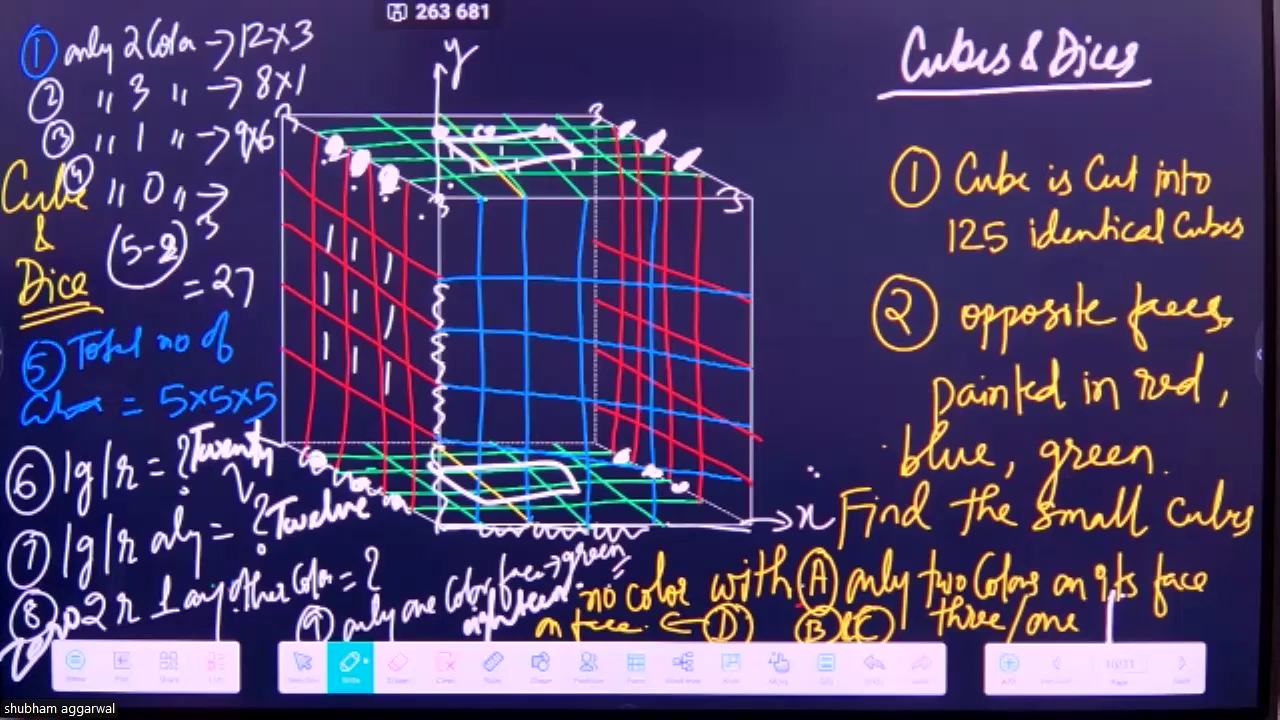 263 681
Cubes & Dices
① only 2 Color → 12×3
② " 3 " → 8×1
③ " 1 " → 9×6
④ " 0 " →
(5-2)³
= 27
Cube
&
Dice
⑤ Total no of
= 5×5×5
⑥ 1g/r = ? Twenty
⑦ 1g/r only = ? Twelve
⑧ 2r 1 any other color = ?
Zero
⑨ only one color face → green
eighteen.
y
x
3
3
3
3
① Cube is Cut into
125 identical Cubes
② opposite faces,
painted in red,
blue, green.
Find the small cubes
with Ⓐ only two Colors on its face
Ⓑ Ⓒ three/one
no color
on face. ← Ⓓ
shubham aggarwal